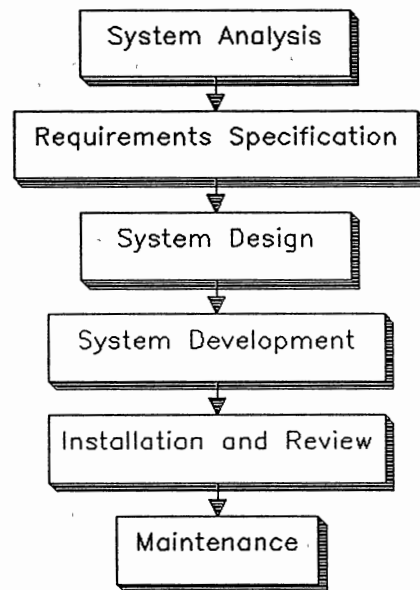 System Analysis
Requirements Specification
System Design
System Development
Installation and Review
Maintenance